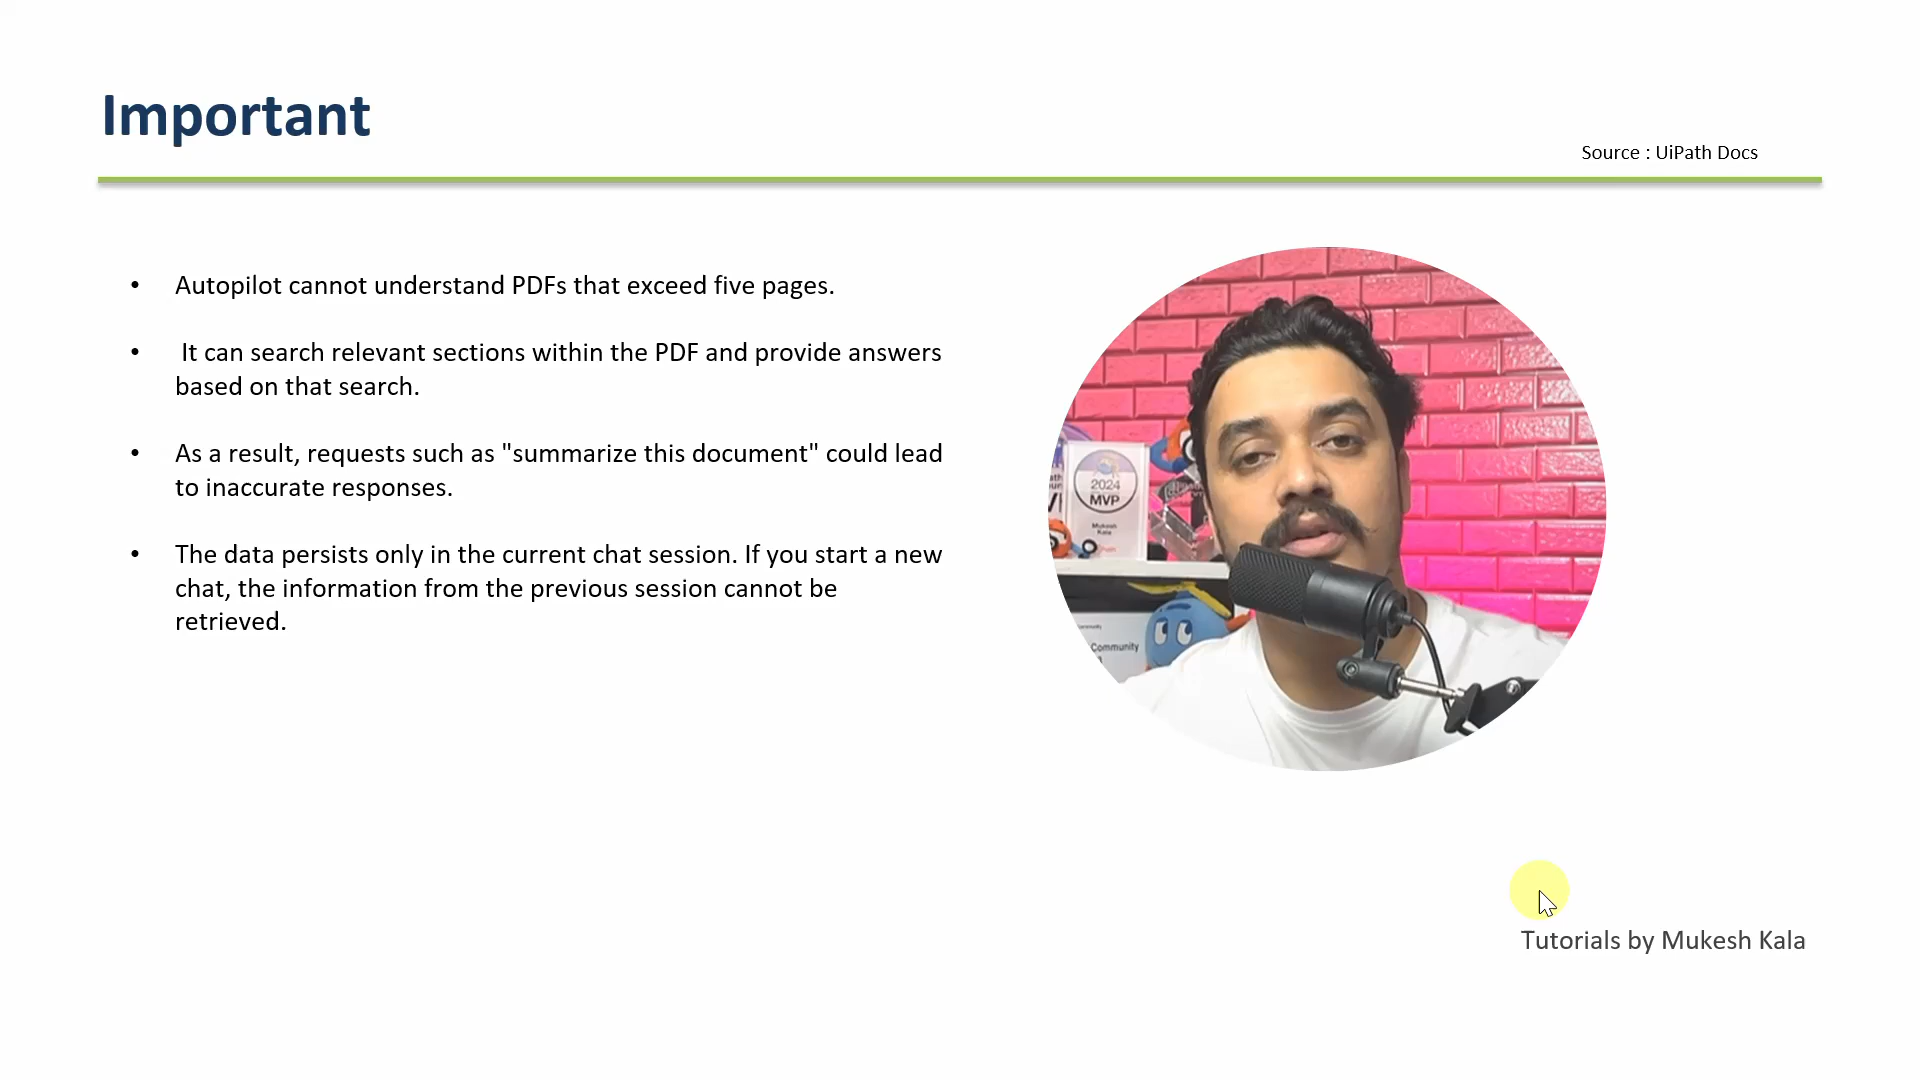 Important
Source : UiPath Docs
• Autopilot cannot understand PDFs that exceed five pages.
• It can search relevant sections within the PDF and provide answers
based on that search.
• As a result, requests such as "summarize this document" could lead
to inaccurate responses.
• The data persists only in the current chat session. If you start a new
chat, the information from the previous session cannot be
retrieved.
2024
MVP
Mukesh
Kala
Community
Tutorials by Mukesh Kala